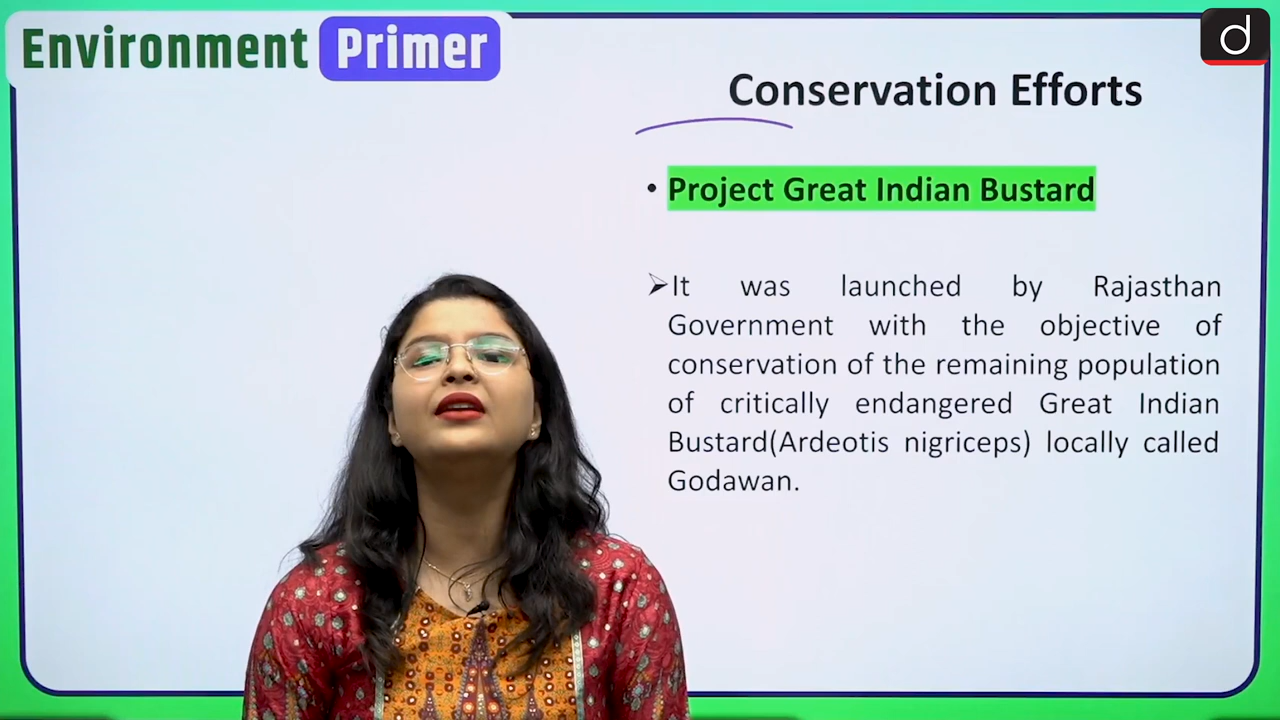 Environment Primer
d
Conservation Efforts
• Project Great Indian Bustard
➢It was launched by Rajasthan
Government with the objective of
conservation of the remaining population
of critically endangered Great Indian
Bustard(Ardeotis nigriceps) locally called
Godawan.